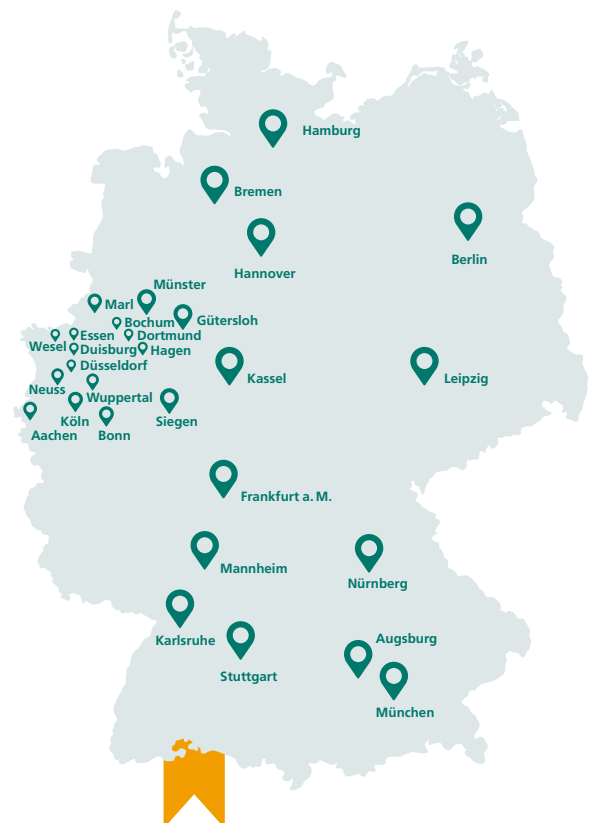 Hamburg
Bremen
Berlin
Hannover
Münster
Marl
Gütersloh
Bochum
Essen
Dortmund
Wesel
Duisburg
Hagen
Düsseldorf
Kassel
Leipzig
Neuss
Wuppertal
Köln
Siegen
Aachen
Bonn
Frankfurt a. M.
Mannheim
Nürnberg
Karlsruhe
Augsburg
Stuttgart
München